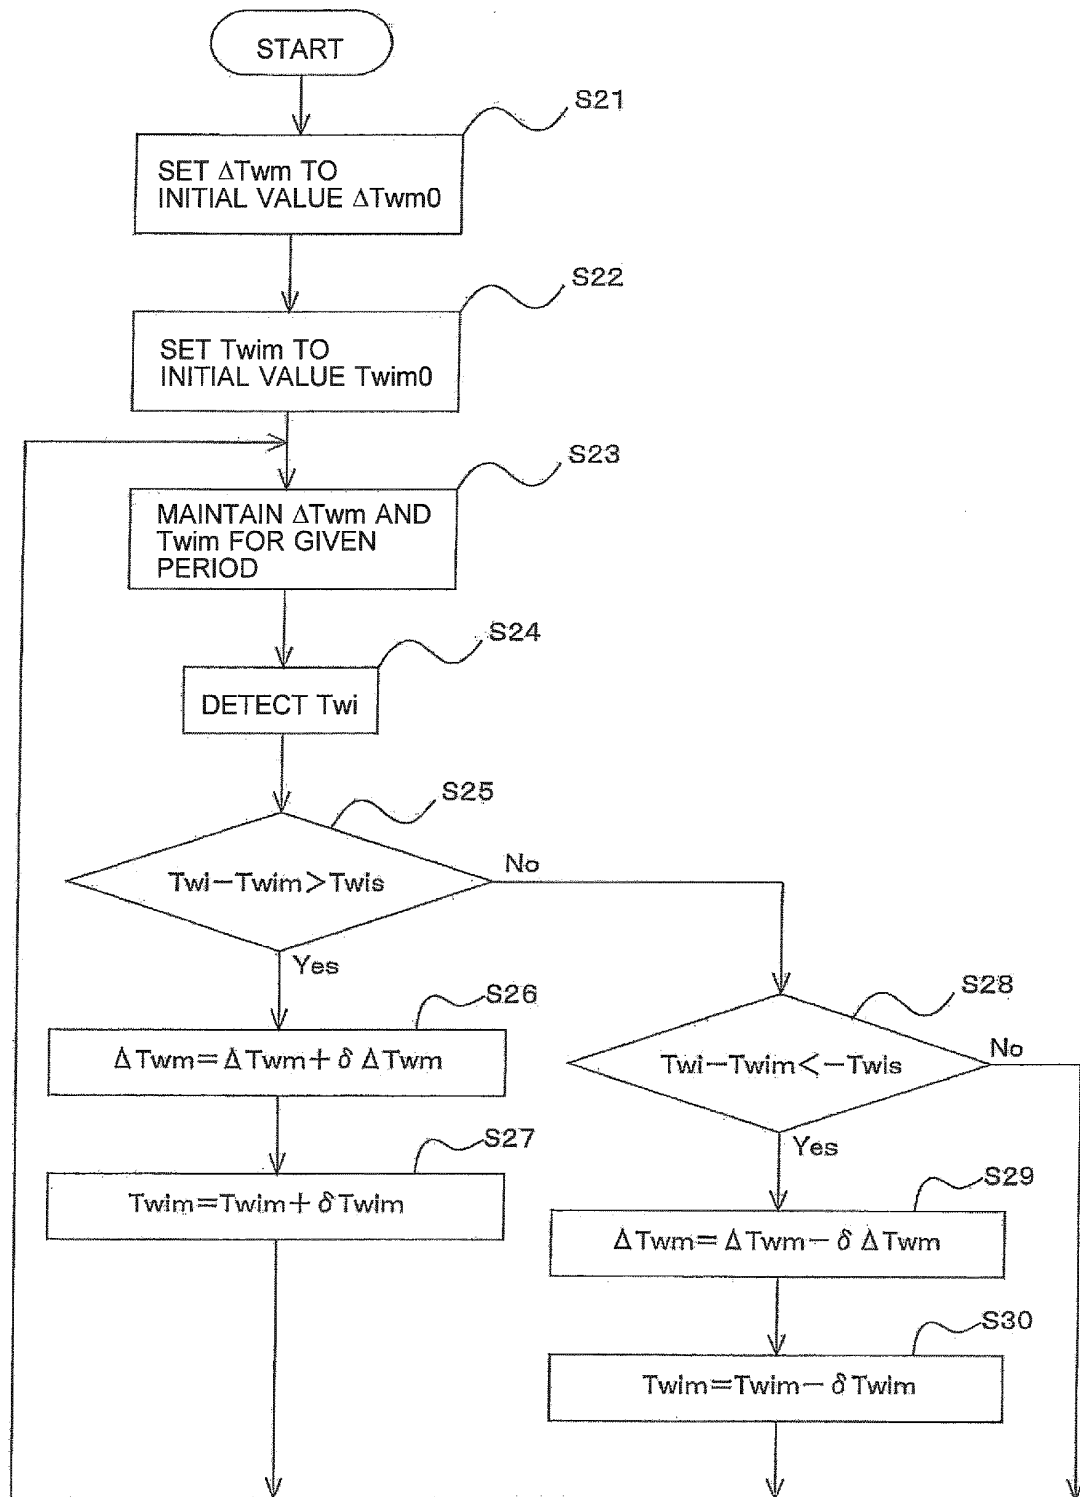 START
S21
SET ΔTwm TO
INITIAL VALUE ΔTwm0
S22
SET Twim TO
INITIAL VALUE Twim0
S23
MAINTAIN ΔTwm AND
Twim FOR GIVEN
PERIOD
S24
DETECT Twi
S25
Twi−Twim>Twis
No
Yes
S26
ΔTwm=ΔTwm+δΔTwm
S27
Twim=Twim+δTwim
S28
Twi−Twim<−Twis
No
Yes
S29
ΔTwm=ΔTwm−δΔTwm
S30
Twim=Twim−δTwim